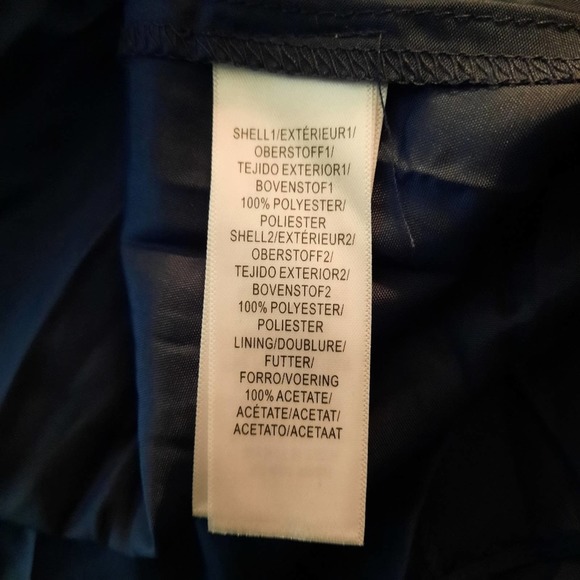 SHELL1/EXTÉRIEUR1/
OBERSTOFF1/
TEJIDO EXTERIOR1/
BOVENSTOF1
100% POLYESTER/
POLIESTER
SHELL2/EXTÉRIEUR2/
OBERSTOFF2/
TEJIDO EXTERIOR2/
BOVENSTOF2
100% POLYESTER/
POLIESTER
LINING/DOUBLURE/
FUTTER/
FORRO/VOERING
100% ACETATE/
ACÉTATE/ACETAT/
ACETATO/ACETAAT